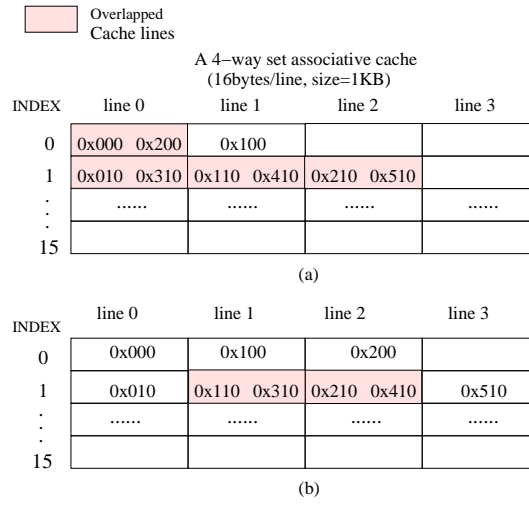 Overlapped
Cache lines
A 4−way set associative cache
(16bytes/line, size=1KB)
INDEX line 0 line 1 line 2 line 3
0 0x000 0x200 0x100
1 0x010 0x310 0x110 0x410 0x210 0x510
. ...... ...... ...... ......
.
.
15
(a)
line 0 line 1 line 2 line 3
INDEX
0 0x000 0x100 0x200
1 0x010 0x110 0x310 0x210 0x410 0x510
. ...... ...... ...... ......
.
.
15
(b)